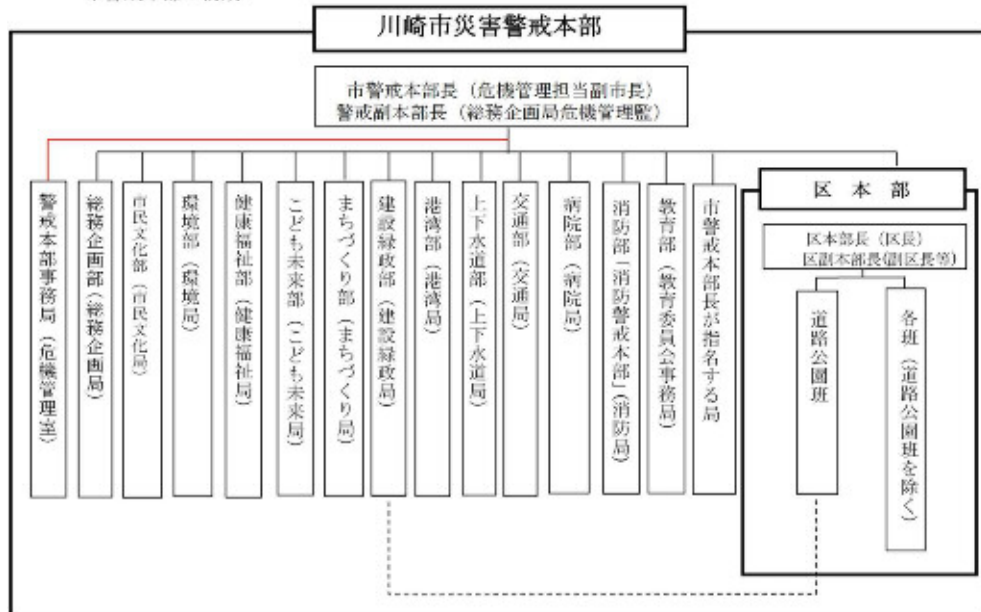 川崎市災害警戒本部
市警戒本部長（危機管理担当副市長）
警戒副本部長（総務企画局危機管理監）
警戒本部事務局（危機管理室）
総務企画部（総務企画局）
市民文化部（市民文化局）
環境部（環境局）
健康福祉部（健康福祉局）
こども未来部（こども未来局）
まちづくり部（まちづくり局）
建設緑政部（建設緑政局）
港湾部（港湾局）
上下水道部（上下水道局）
交通部（交通局）
病院部（病院局）
消防部「消防警戒本部」（消防局）
教育部（教育委員会事務局）
市警戒本部長が指名する局
区本部
区本部長（区長）
区副本部長(副区長等)
道路公園班
各班（道路公園班を除く）